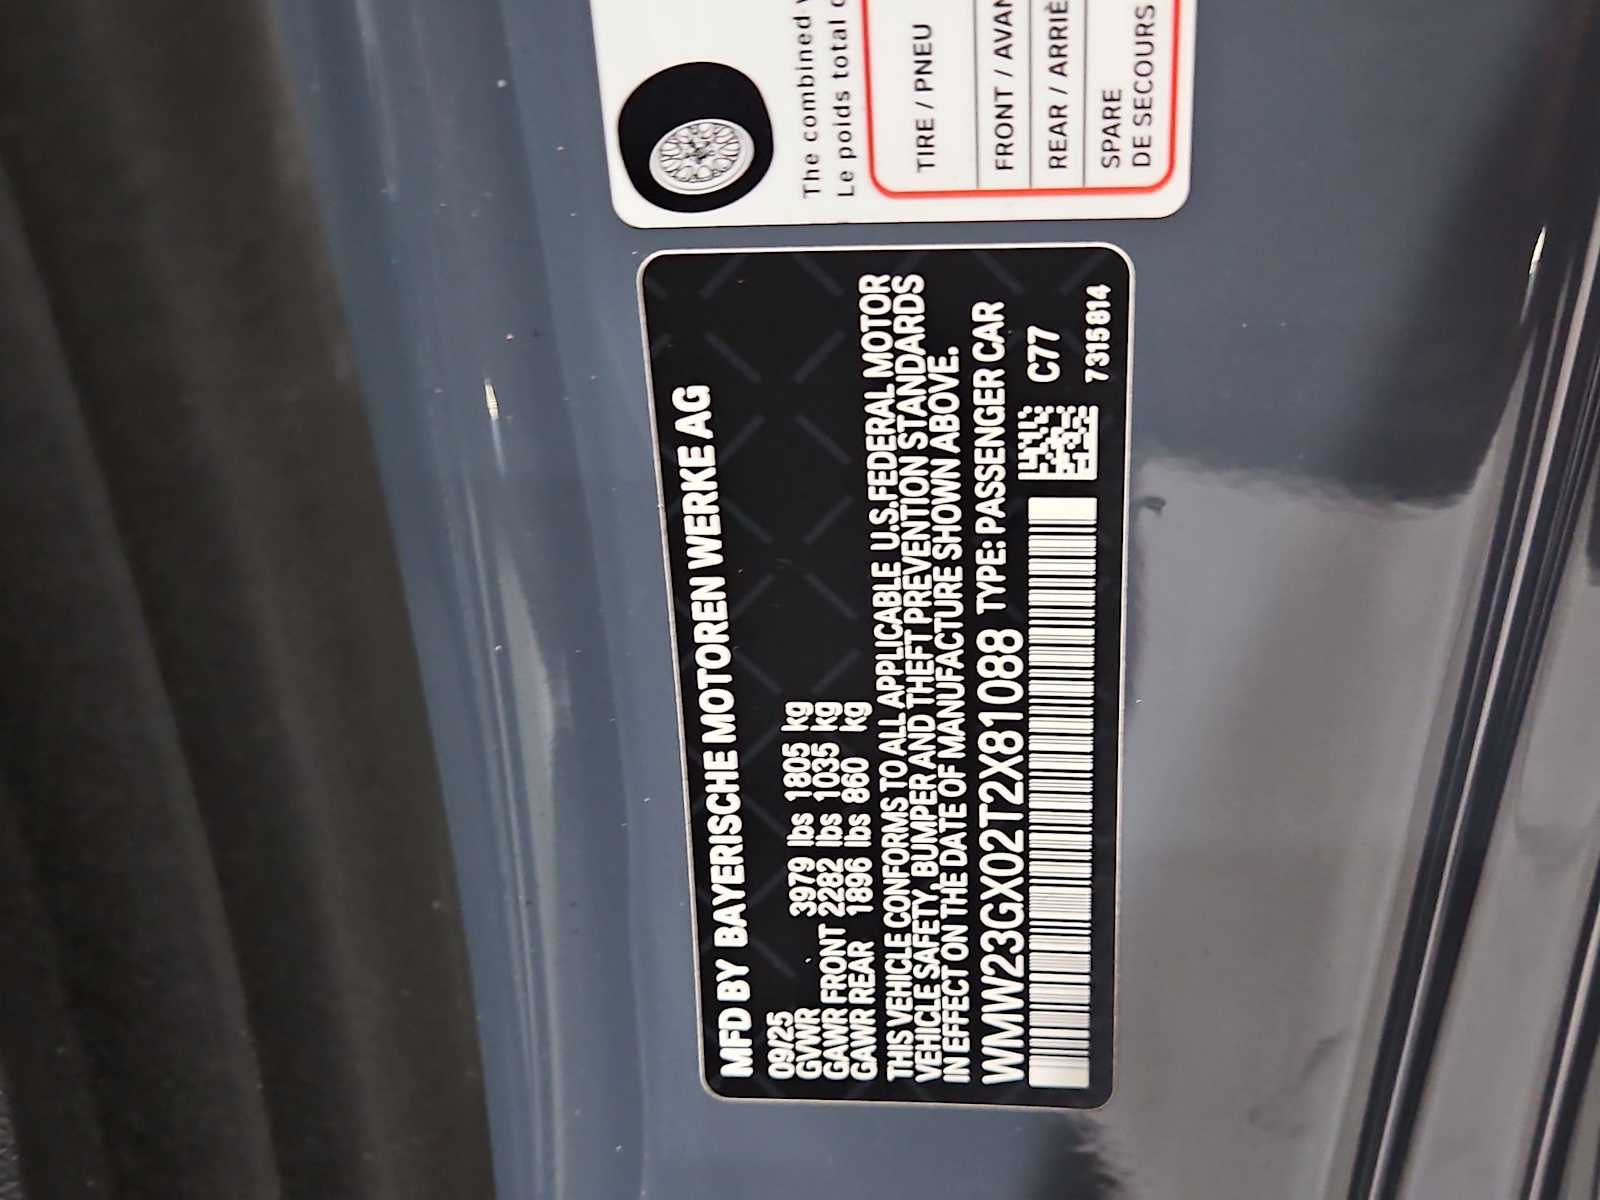 The combined
Le poids total
TIRE / PNEU
FRONT / AVAN
REAR / ARRIÈ
SPARE
DE SECOURS
MFD BY BAYERISCHE MOTOREN WERKE AG
09/25
GVWR 3979 lbs 1805 kg
GAWR FRONT 2282 lbs 1035 kg
GAWR REAR 1896 lbs 860 kg
THIS VEHICLE CONFORMS TO ALL APPLICABLE U.S.FEDERAL MOTOR
VEHICLE SAFETY, BUMPER AND THEFT PREVENTION STANDARDS
IN EFFECT ON THE DATE OF MANUFACTURE SHOWN ABOVE.
WMW23GX02T2X81088 TYPE: PASSENGER CAR
C77
7315814